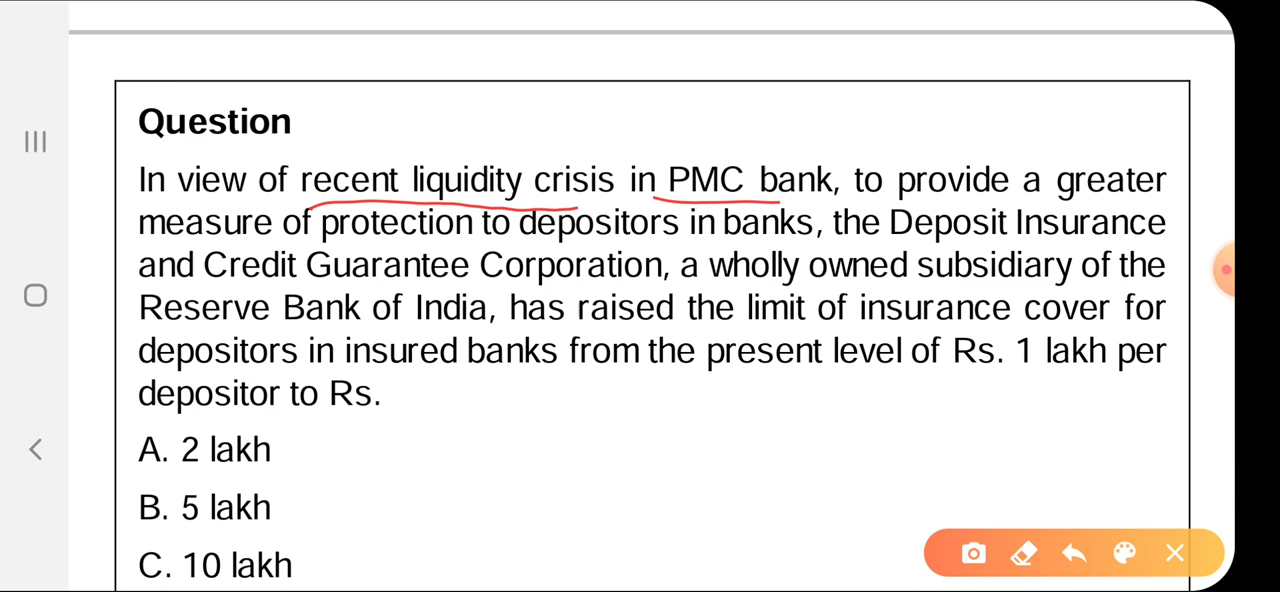 Question
In view of recent liquidity crisis in PMC bank, to provide a greater
measure of protection to depositors in banks, the Deposit Insurance
and Credit Guarantee Corporation, a wholly owned subsidiary of the
Reserve Bank of India, has raised the limit of insurance cover for
depositors in insured banks from the present level of Rs. 1 lakh per
depositor to Rs.
A. 2 lakh
B. 5 lakh
C. 10 lakh